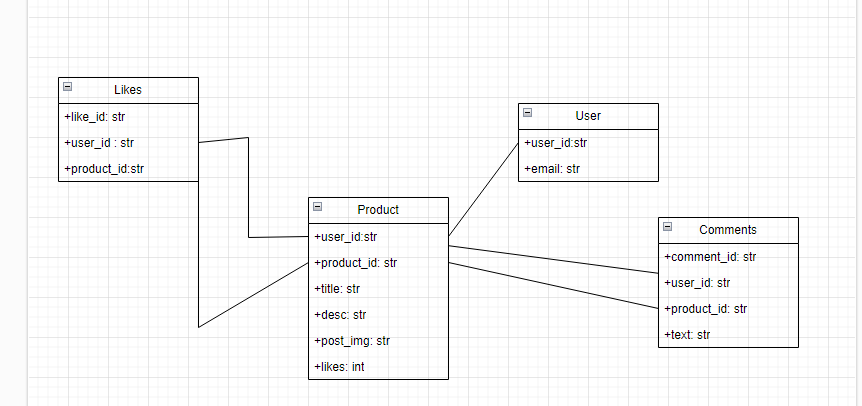 Likes
+like_id: str
+user_id : str
+product_id:str
User
+user_id:str
+email: str
Product
+user_id:str
+product_id: str
+title: str
+desc: str
+post_img: str
+likes: int
Comments
+comment_id: str
+user_id: str
+product_id: str
+text: str